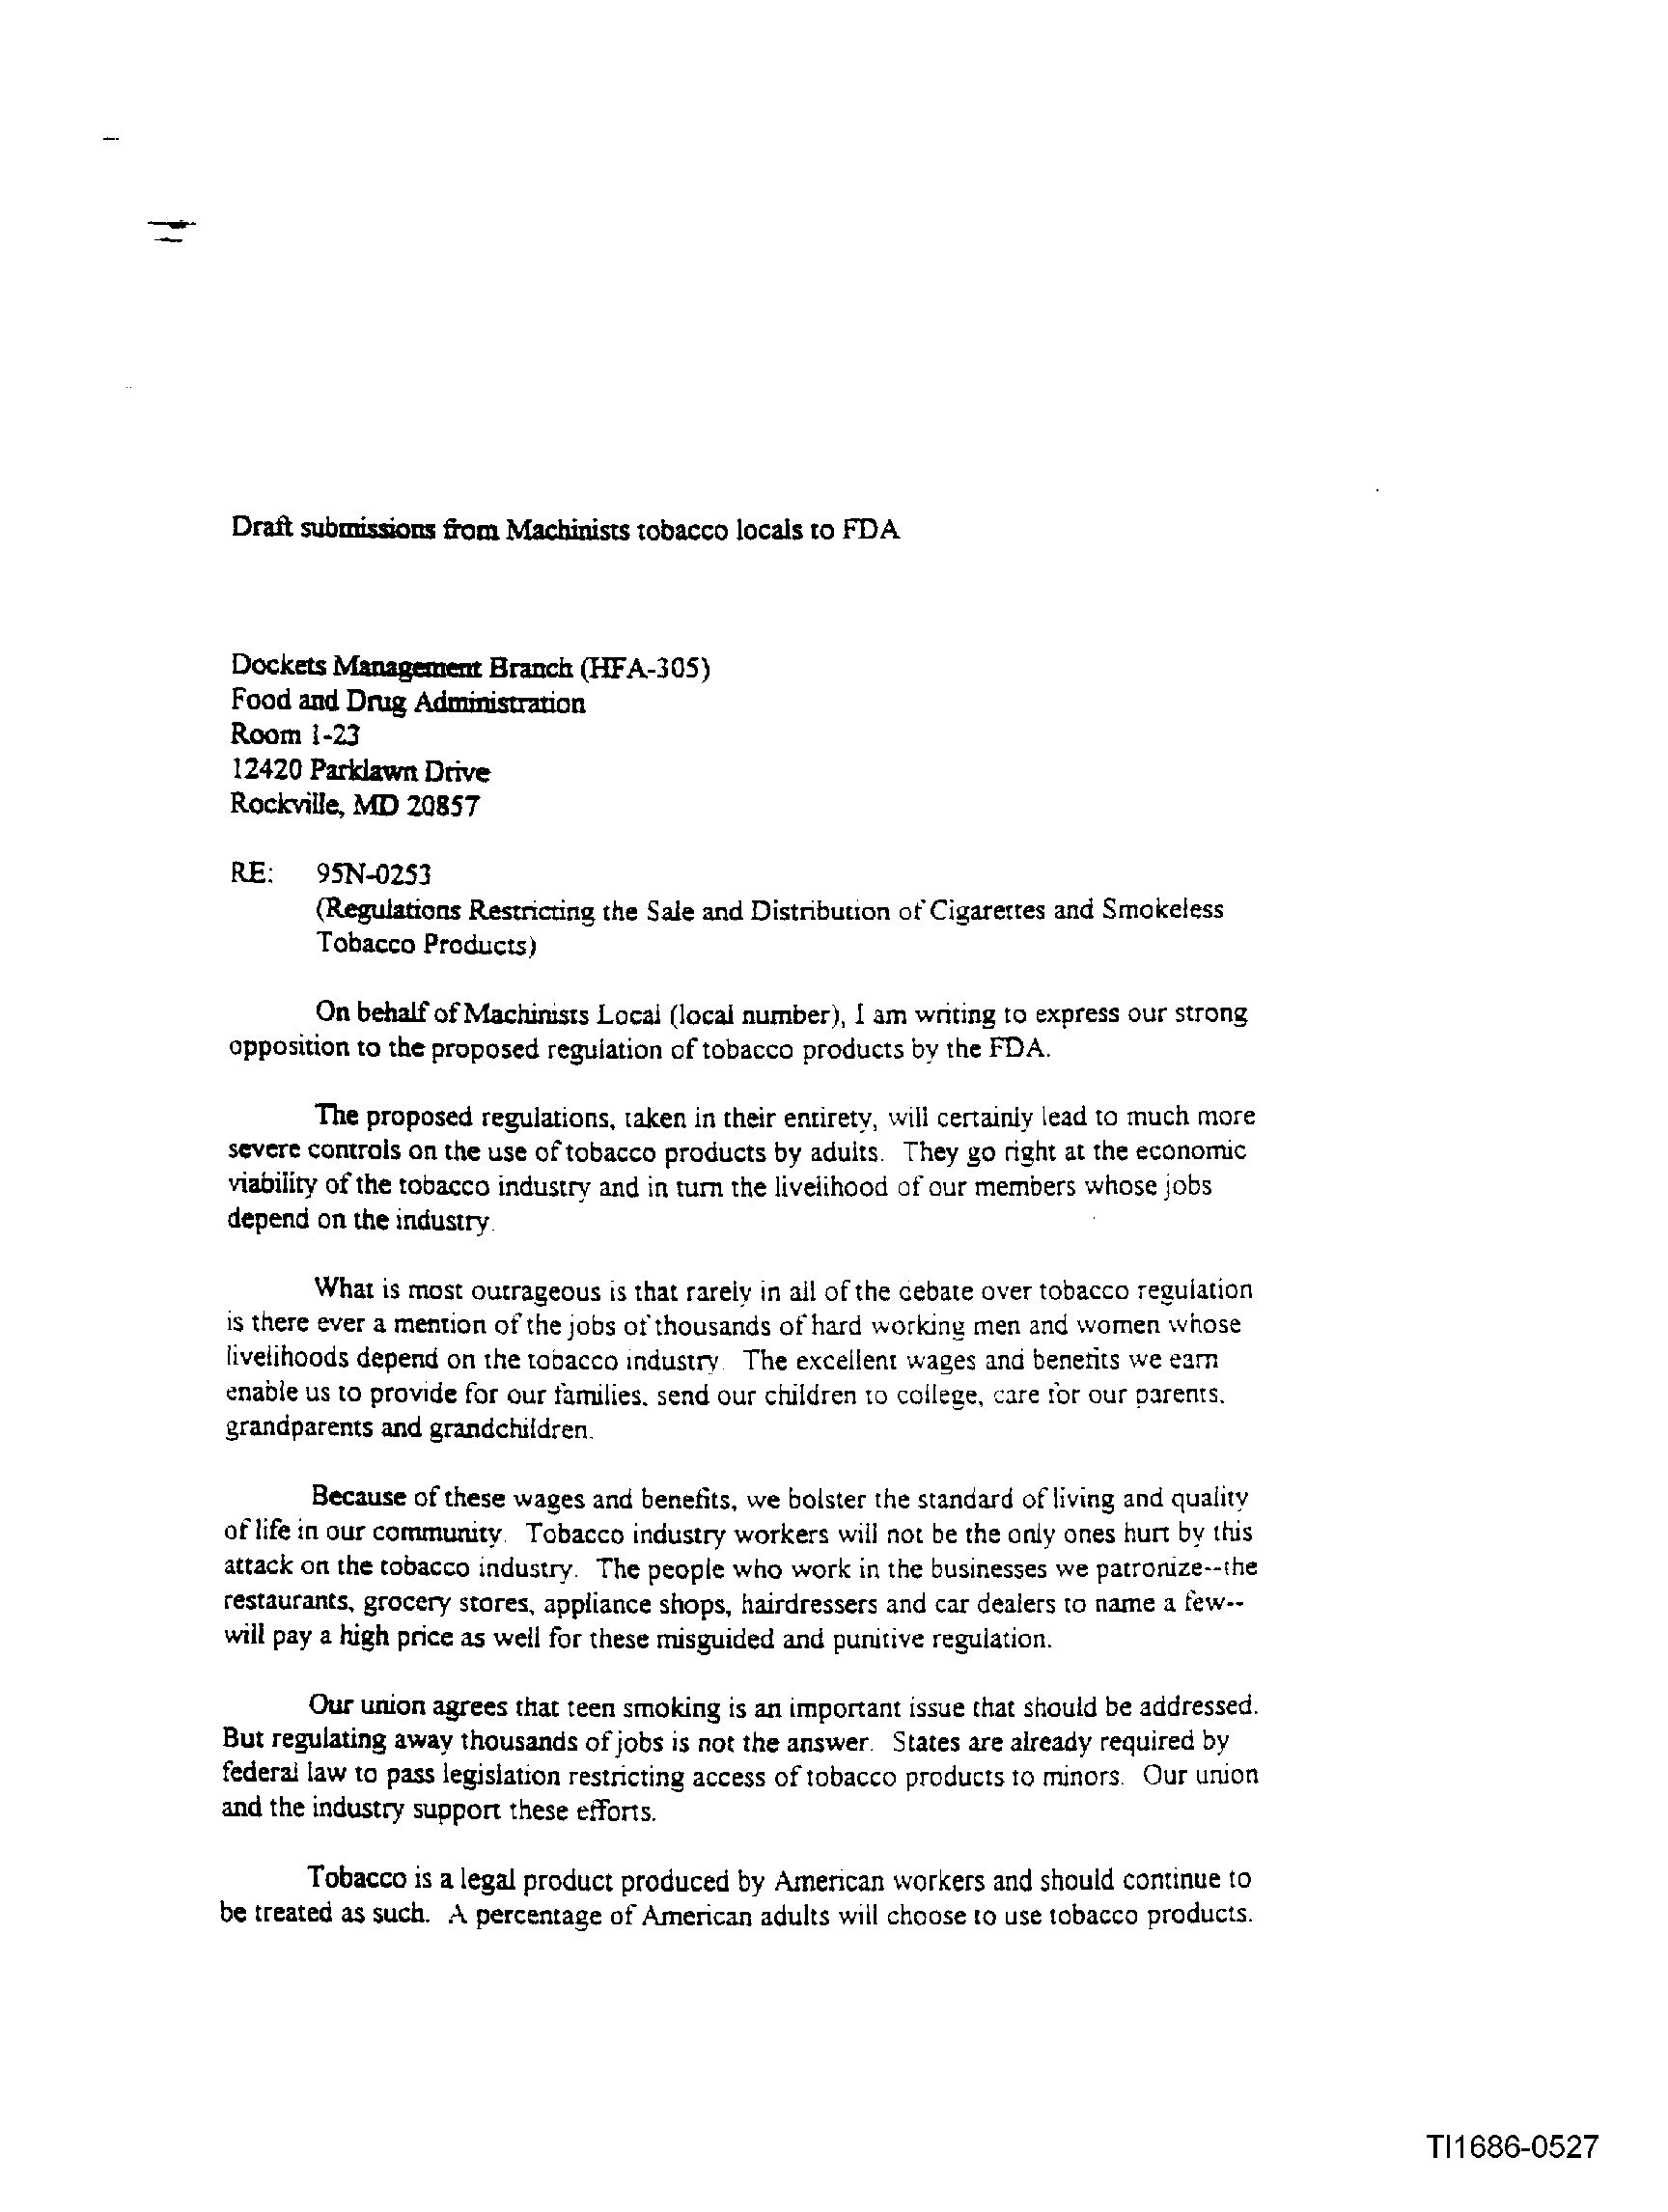 Draft submissions from Machinists tobacco locals to FDA
Dockets Management Branch (HFA-305)
Food and Drug Administration
Room 1-23
12420 Parklawn Drive
Rockville, MD 20857
RE: 95N-0253
(Regulations Restricting the Sale and Distribution of Cigarettes and Smokeless
Tobacco Products)
On behalf of Machinists Local (local number), I am writing to express our strong
opposition to the proposed regulation of tobacco products by the FDA.
The proposed regulations, taken in their entirety, will certainly lead to much more
severe controls on the use of tobacco products by adults. They go right at the economic
viability of the tobacco industry and in turn the livelihood of our members whose jobs
depend on the industry.
What is most outrageous is that rarely in all of the debate over tobacco regulation
is there ever a mention of the jobs of thousands of hard working men and women whose
livelihoods depend on the tobacco industry. The excellent wages and benefits we earn
enable us to provide for our families, send our children to college, care for our parents,
grandparents and grandchildren.
Because of these wages and benefits, we bolster the standard of living and quality
of life in our community. Tobacco industry workers will not be the only ones hurt by this
attack on the tobacco industry. The people who work in the businesses we patronize--the
restaurants, grocery stores, appliance shops, hairdressers and car dealers to name a few--
will pay a high price as well for these misguided and punitive regulation.
Our union agrees that teen smoking is an important issue that should be addressed.
But regulating away thousands of jobs is not the answer. States are already required by
federal law to pass legislation restricting access of tobacco products to minors. Our union
and the industry support these efforts.
Tobacco is a legal product produced by American workers and should continue to
be treated as such. A percentage of American adults will choose to use tobacco products.
TI1686-0527